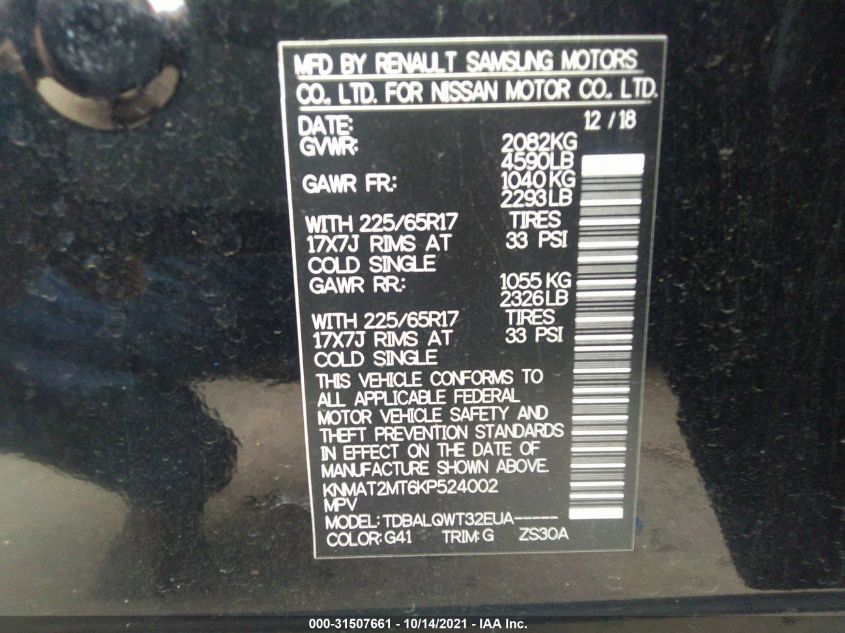 MFD BY RENAULT SAMSUNG MOTORS
CO., LTD. FOR NISSAN MOTOR CO., LTD.
DATE: 12 / 18
GVWR: 2082KG
4590LB
GAWR FR.: 1040 KG
2293 LB
WITH 225/65R17 TIRES
17X7J RIMS AT 33 PSI
COLD SINGLE
GAWR RR.: 1055 KG
2326 LB
WITH 225/65R17 TIRES
17X7J RIMS AT 33 PSI
COLD SINGLE
THIS VEHICLE CONFORMS TO
ALL APPLICABLE FEDERAL
MOTOR VEHICLE SAFETY AND
THEFT PREVENTION STANDARDS
IN EFFECT ON THE DATE OF
MANUFACTURE SHOWN ABOVE.
KNMAT2MT6KP524002
MPV
MODEL: TDBALQWT32EUA-----
COLOR: G41 TRIM: G ZS30A
000-31507661 - 10/14/2021 - IAA Inc.